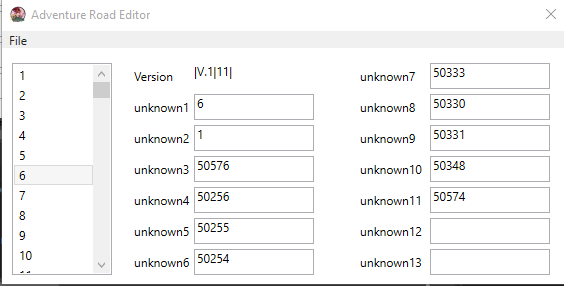 Adventure Road Editor
File
1
2
3
4
5
6
7
8
9
10
Version |V.1|11|
unknown1 6
unknown2 1
unknown3 50576
unknown4 50256
unknown5 50255
unknown6 50254
unknown7 50333
unknown8 50330
unknown9 50331
unknown10 50348
unknown11 50574
unknown12
unknown13